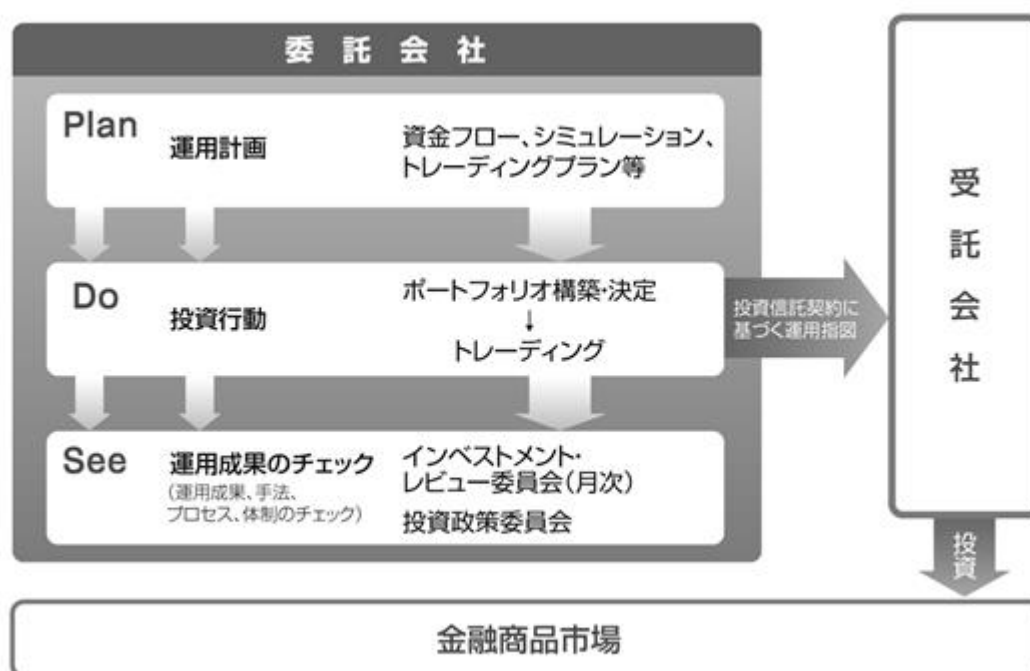 委託会社
Plan
運用計画
資金フロー、シミュレーション、
トレーディングプラン等
Do
投資行動
ポートフォリオ構築・決定
↓
トレーディング
投資信託契約に
基づく運用指図
See
運用成果のチェック
(運用成果、手法、
プロセス、体制のチェック)
インベストメント・
レビュー委員会(月次)
投資政策委員会
受託会社
投資
金融商品市場